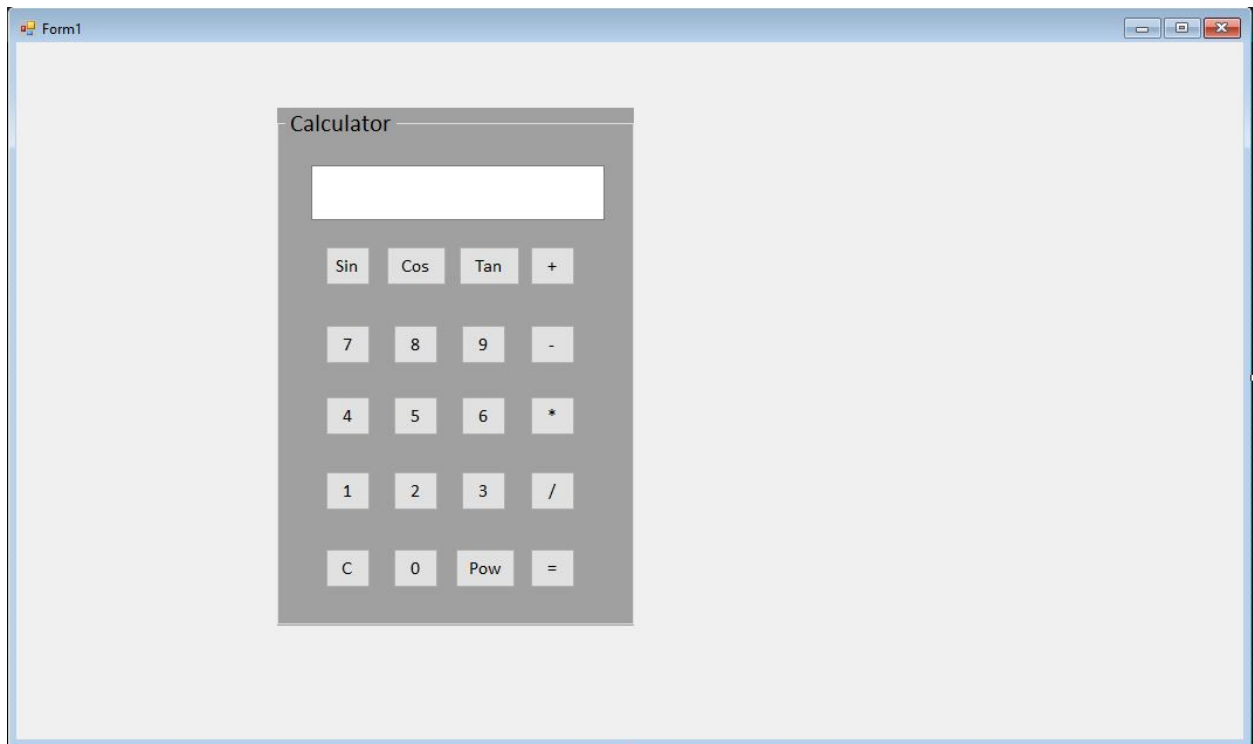 Form1
Calculator
Sin Cos Tan +
7 8 9 -
4 5 6 *
1 2 3 /
C 0 Pow =